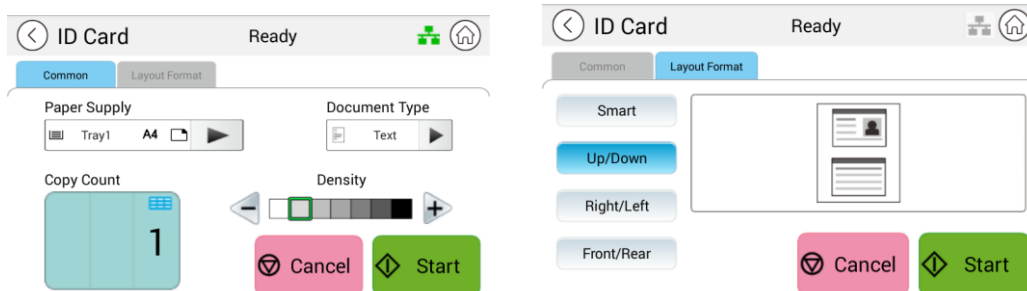 ID Card Ready
Common Layout Format
Paper Supply Document Type
Tray1 A4 Text
Copy Count Density
1
Cancel Start
ID Card Ready
Common Layout Format
Smart
Up/Down
Right/Left
Front/Rear
Cancel Start